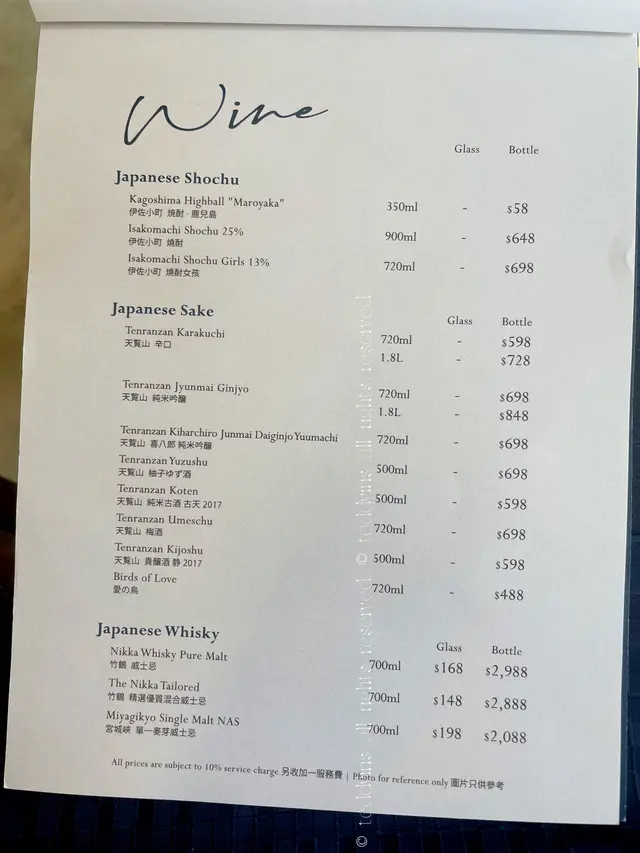 Wine
Glass Bottle
Japanese Shochu
Kagoshima Highball "Maroyaka" 350ml - $58
伊佐小町 燒酎 · 鹿兒島
Isakomachi Shochu 25% 900ml - $648
伊佐小町 燒酎
Isakomachi Shochu Girls 13% 720ml - $698
伊佐小町 燒酎女孩
Japanese Sake Glass Bottle
Tenranzan Karakuchi 720ml - $598
天覧山 辛口 1.8L - $728
Tenranzan Jyunmai Ginjyo 720ml - $698
天覧山 純米吟釀 1.8L - $848
Tenranzan Kiharchiro Junmai Daiginjo Yuumachi 720ml - $698
天覧山 喜八郎 純米吟釀
Tenranzan Yuzushu 500ml - $698
天覧山 柚子ゆず酒
Tenranzan Koten 500ml - $598
天覧山 純米古酒 古天 2017
Tenranzan Umeschu 720ml - $698
天覧山 梅酒
Tenranzan Kijoshu 500ml - $598
天覧山 貴釀酒 静 2017
Birds of Love 720ml - $488
愛の鳥
Japanese Whisky Glass Bottle
Nikka Whisky Pure Malt 700ml $168 $2,988
竹鶴 威士忌
The Nikka Tailored 700ml $148 $2,888
竹鶴 精選優質混合威士忌
Miyagikyo Single Malt NAS 700ml $198 $2,088
宮城峽 單一麥芽威士忌
All prices are subject to 10% service charge 另收加一服務費 | Photo for reference only 圖片只供參考